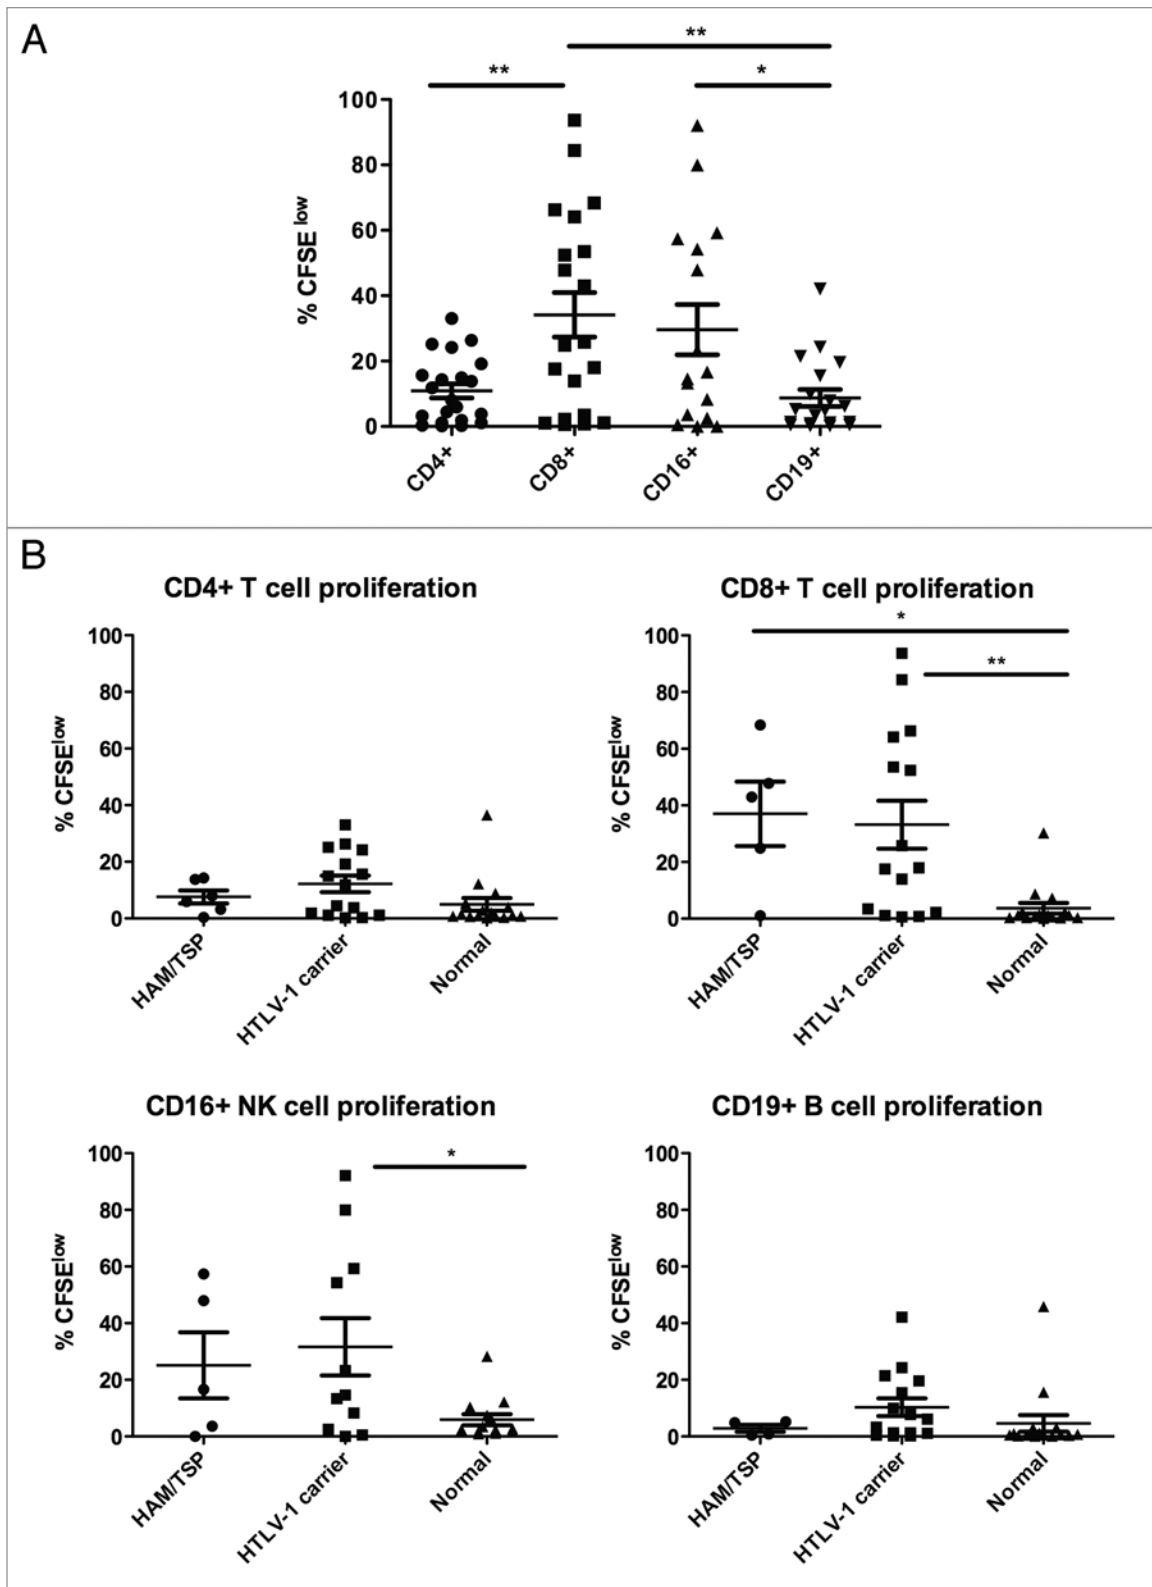 A
**
**
*
100
80
60
40
20
0
% CFSE low
CD4+
CD8+
CD16+
CD19+
B
CD4+ T cell proliferation
100
80
60
40
20
0
% CFSElow
HAM/TSP
HTLV-1 carrier
Normal
CD8+ T cell proliferation
*
**
100
80
60
40
20
0
% CFSElow
HAM/TSP
HTLV-1 carrier
Normal
CD16+ NK cell proliferation
*
100
80
60
40
20
0
% CFSElow
HAM/TSP
HTLV-1 carrier
Normal
CD19+ B cell proliferation
100
80
60
40
20
0
% CFSElow
HAM/TSP
HTLV-1 carrier
Normal